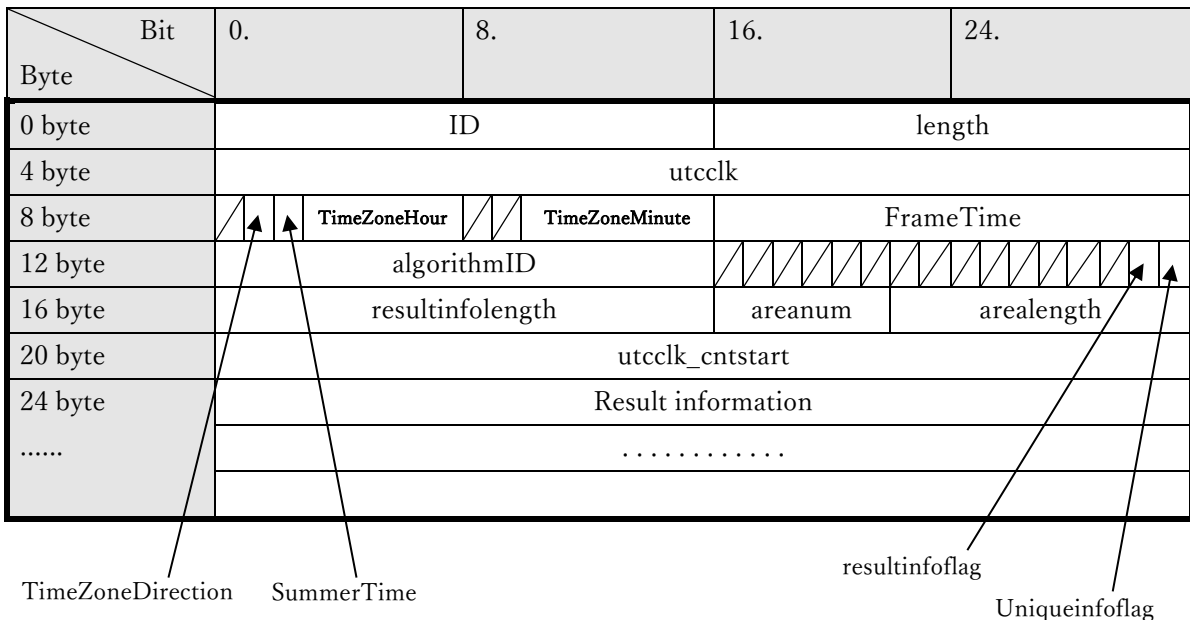 Bit 0. 8. 16. 24.
Byte
0 byte ID length
4 byte utcclk
8 byte TimeZoneHour TimeZoneMinute FrameTime
12 byte algorithmID
16 byte resultinfolength areanum arealength
20 byte utcclk_cntstart
24 byte Result information
...... . . . . . . . . . . . .
resultinfoflag
TimeZoneDirection SummerTime
Uniqueinfoflag